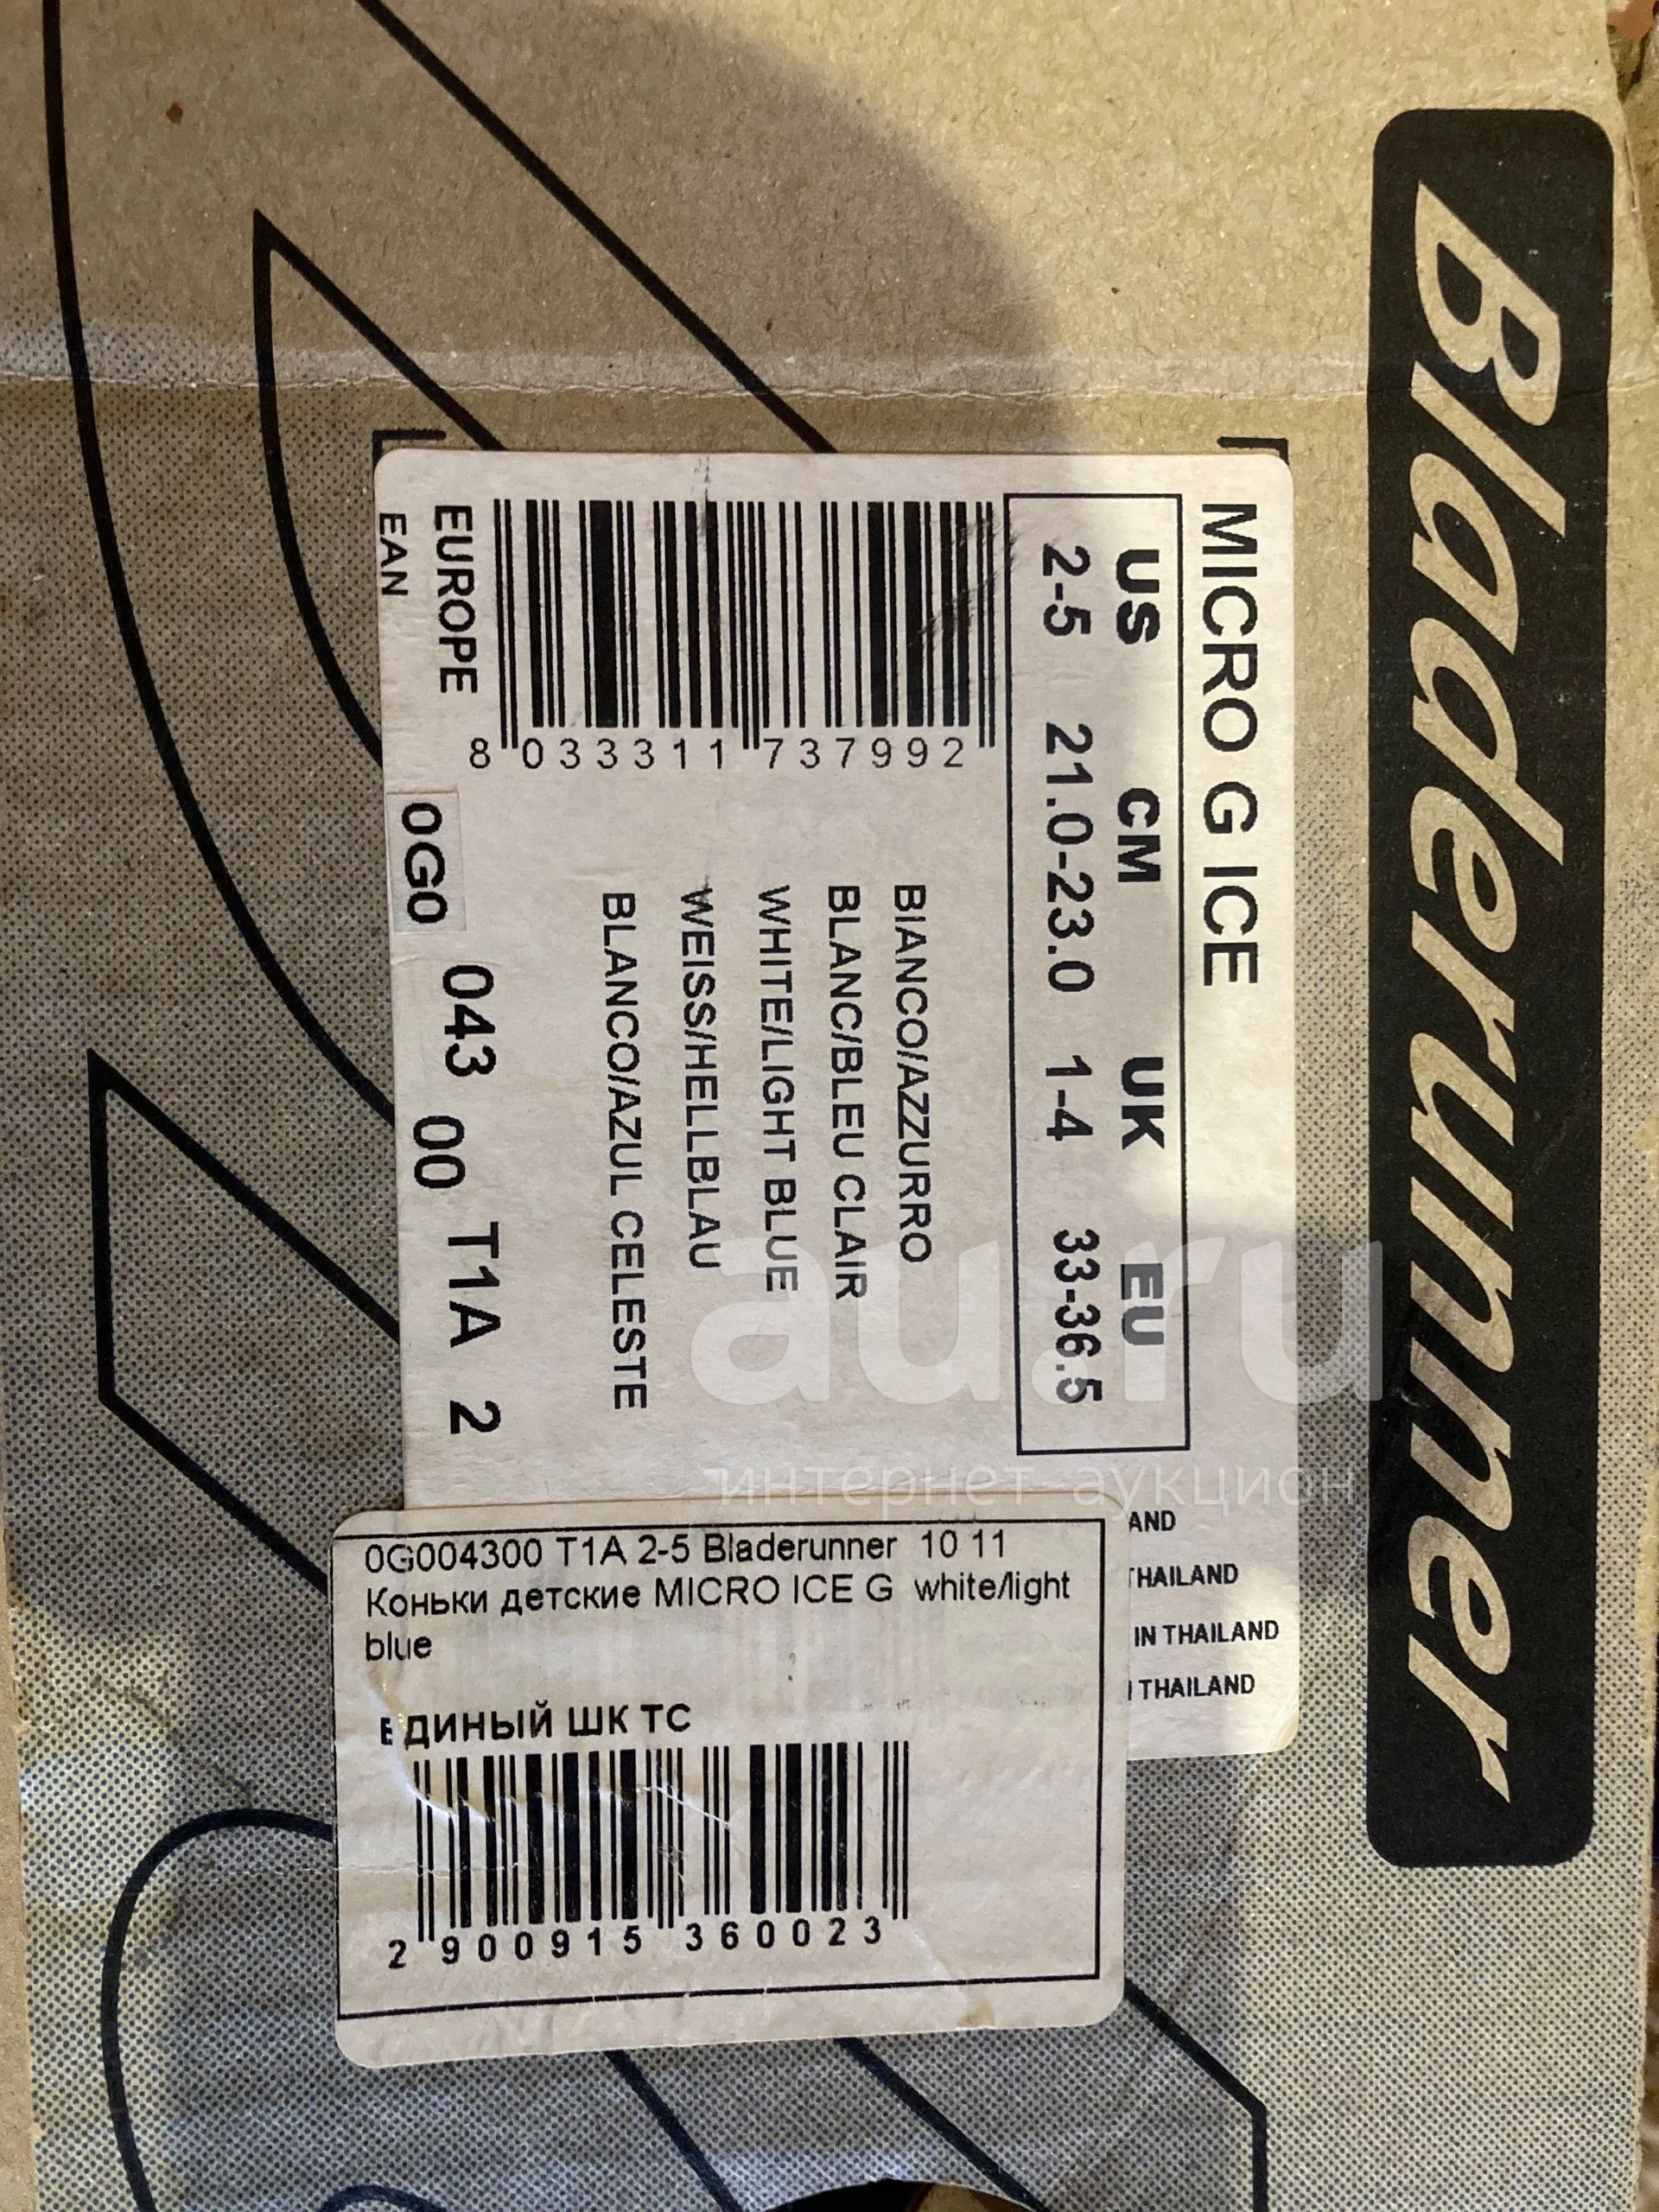 Bladerunner
MICRO G ICE
US CM UK EU
2-5 21.0-23.0 1-4 33-36.5
BIANCO/AZZURRO
BLANC/BLEU CLAIR
WHITE/LIGHT BLUE
WEISS/HELLBLAU
BLANCO/AZUL CELESTE
8 033311 737992
EUROPE
EAN
0G0 043 00 T1A 2
AND
THAILAND
IN THAILAND
THAILAND
0G004300 T1A 2-5 Bladerunner 10 11
Коньки детские MICRO ICE G white/light
blue
ЕДИНЫЙ ШК ТС
2 900915 360023
au.ru
интернет аукцион